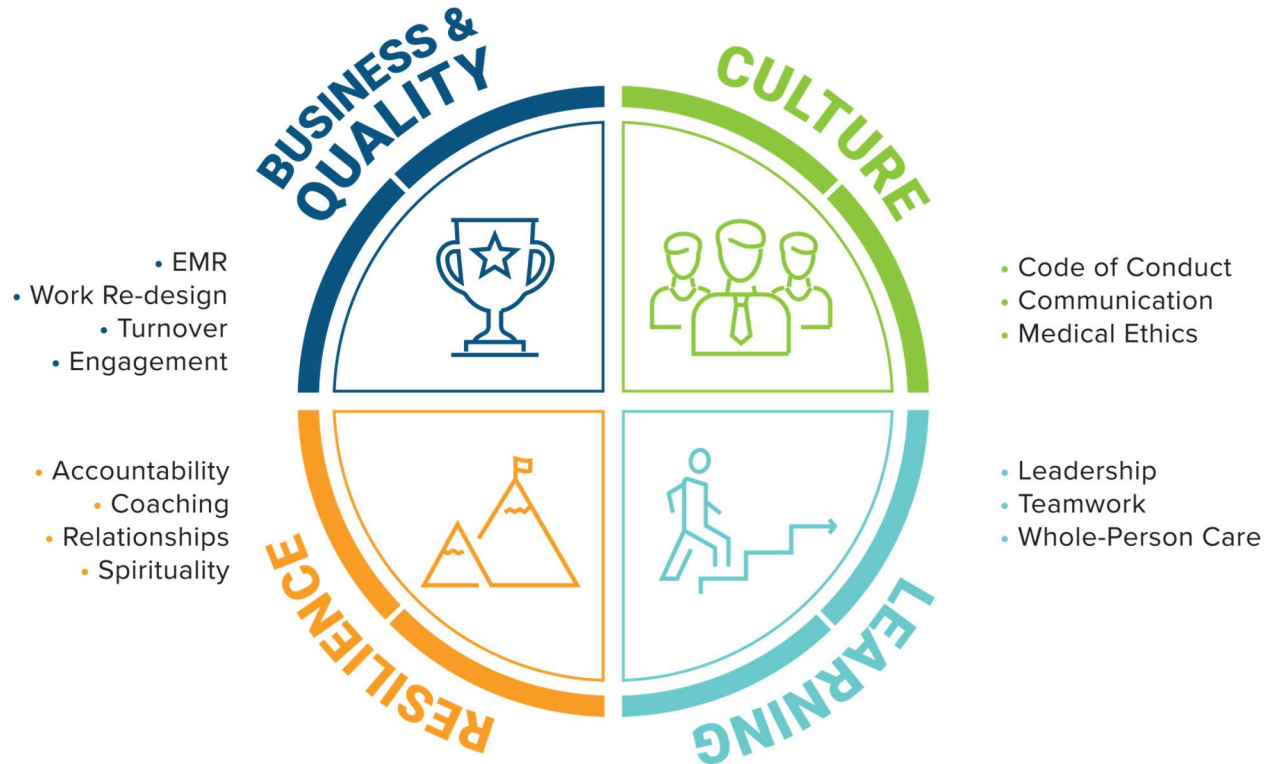 BUSINESS &
QUALITY
• EMR
• Work Re-design
• Turnover
• Engagement
CULTURE
• Code of Conduct
• Communication
• Medical Ethics
• Accountability
• Coaching
• Relationships
• Spirituality
RESILIENCE
• Leadership
• Teamwork
• Whole-Person Care
LEARNING